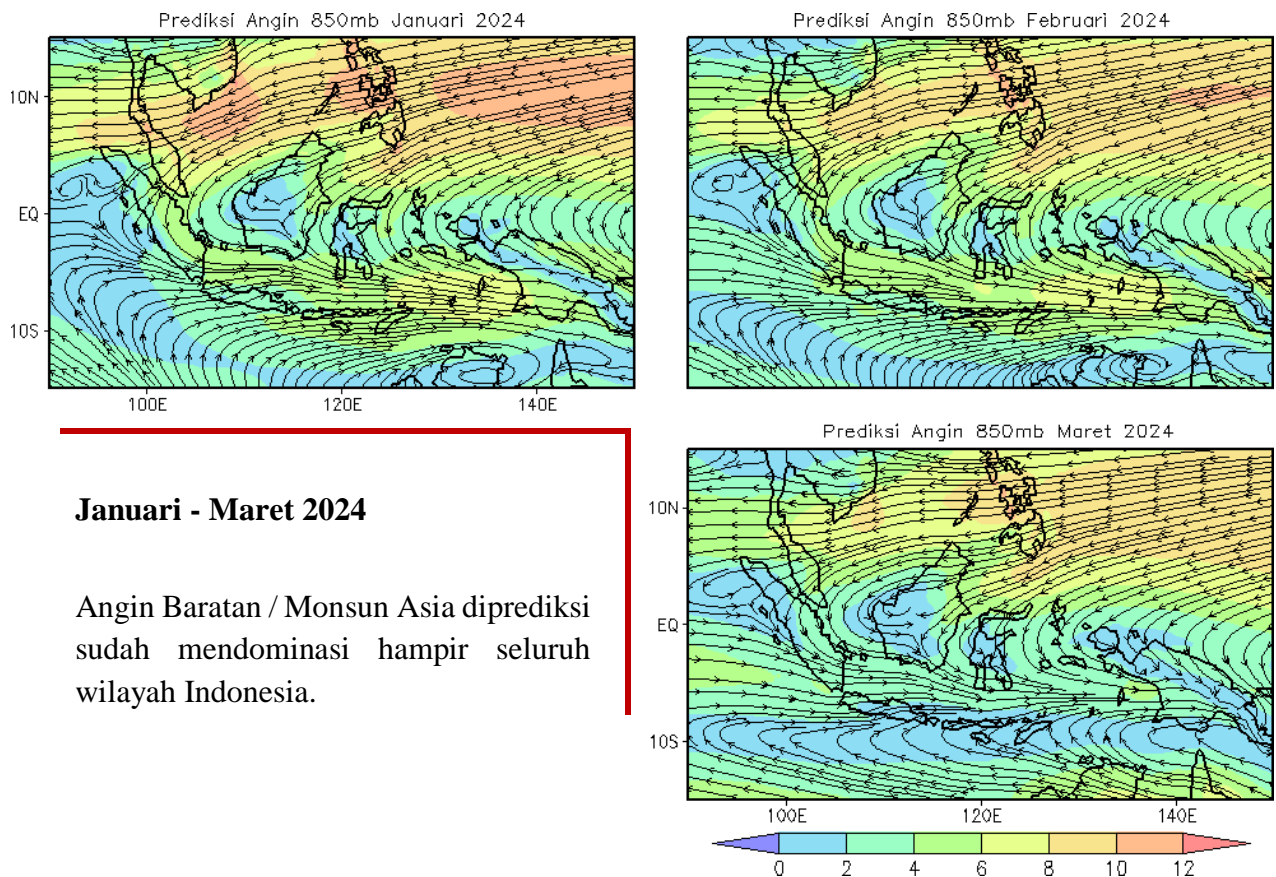 Prediksi Angin 850mb Januari 2024
10N
EQ
10S
100E 120E 140E
Prediksi Angin 850mb Februari 2024
Januari - Maret 2024
Angin Baratan / Monsun Asia diprediksi
sudah mendominasi hampir seluruh
wilayah Indonesia.
Prediksi Angin 850mb Maret 2024
10N
EQ
10S
100E 120E 140E
0 2 4 6 8 10 12